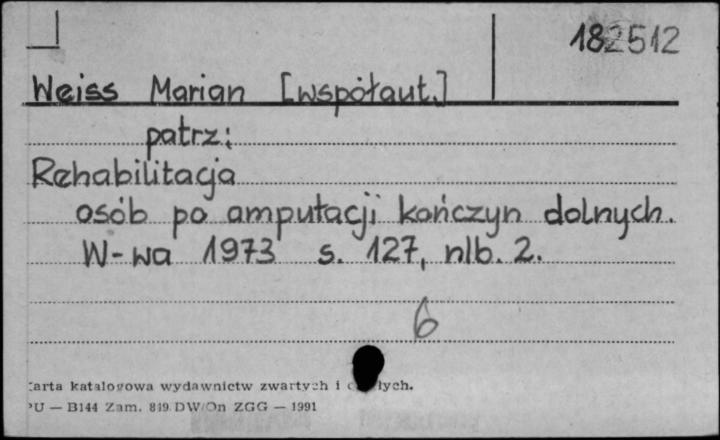 182512
Weiss Marian [współaut.]
patrz:
Rehabilitacja
osób po amputacji kończyn dolnych.
W-wa 1973 s. 127, nlb. 2.
6
karta katalogowa wydawnictw zwartych i
PU — B144 Zam. 849 DW/On ZGG — 1991